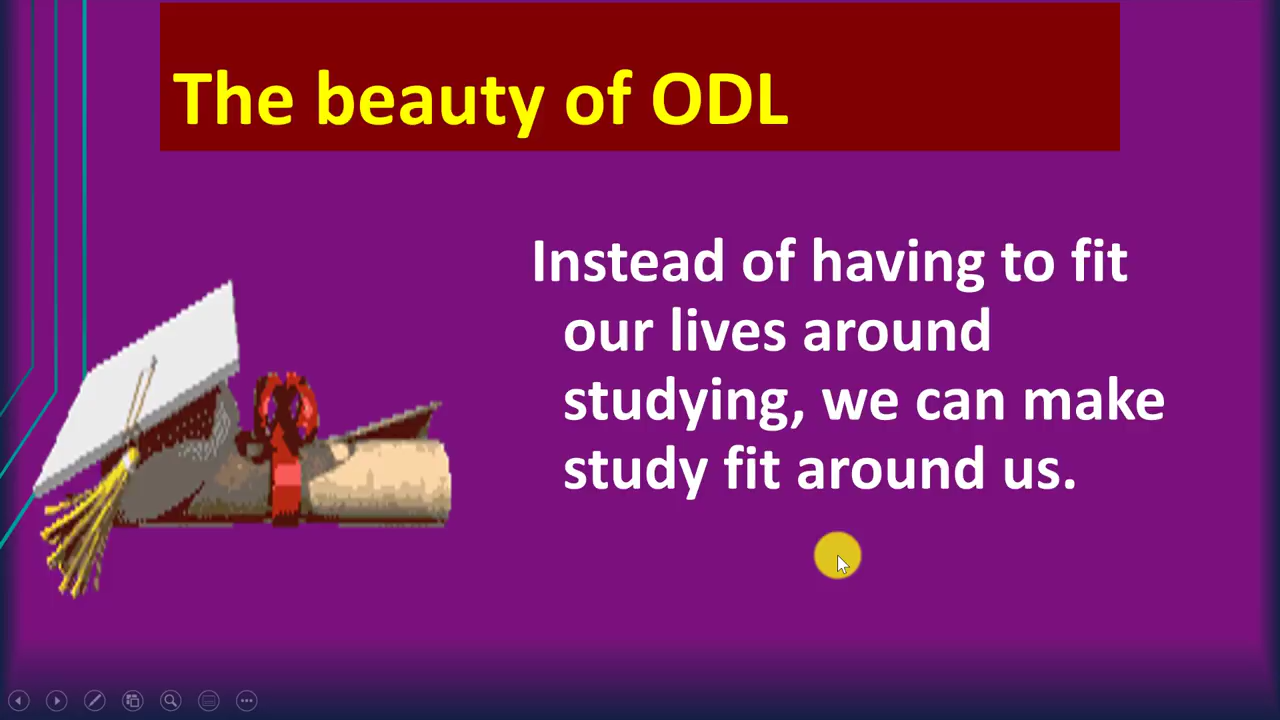 The beauty of ODL
Instead of having to fit
our lives around
studying, we can make
study fit around us.